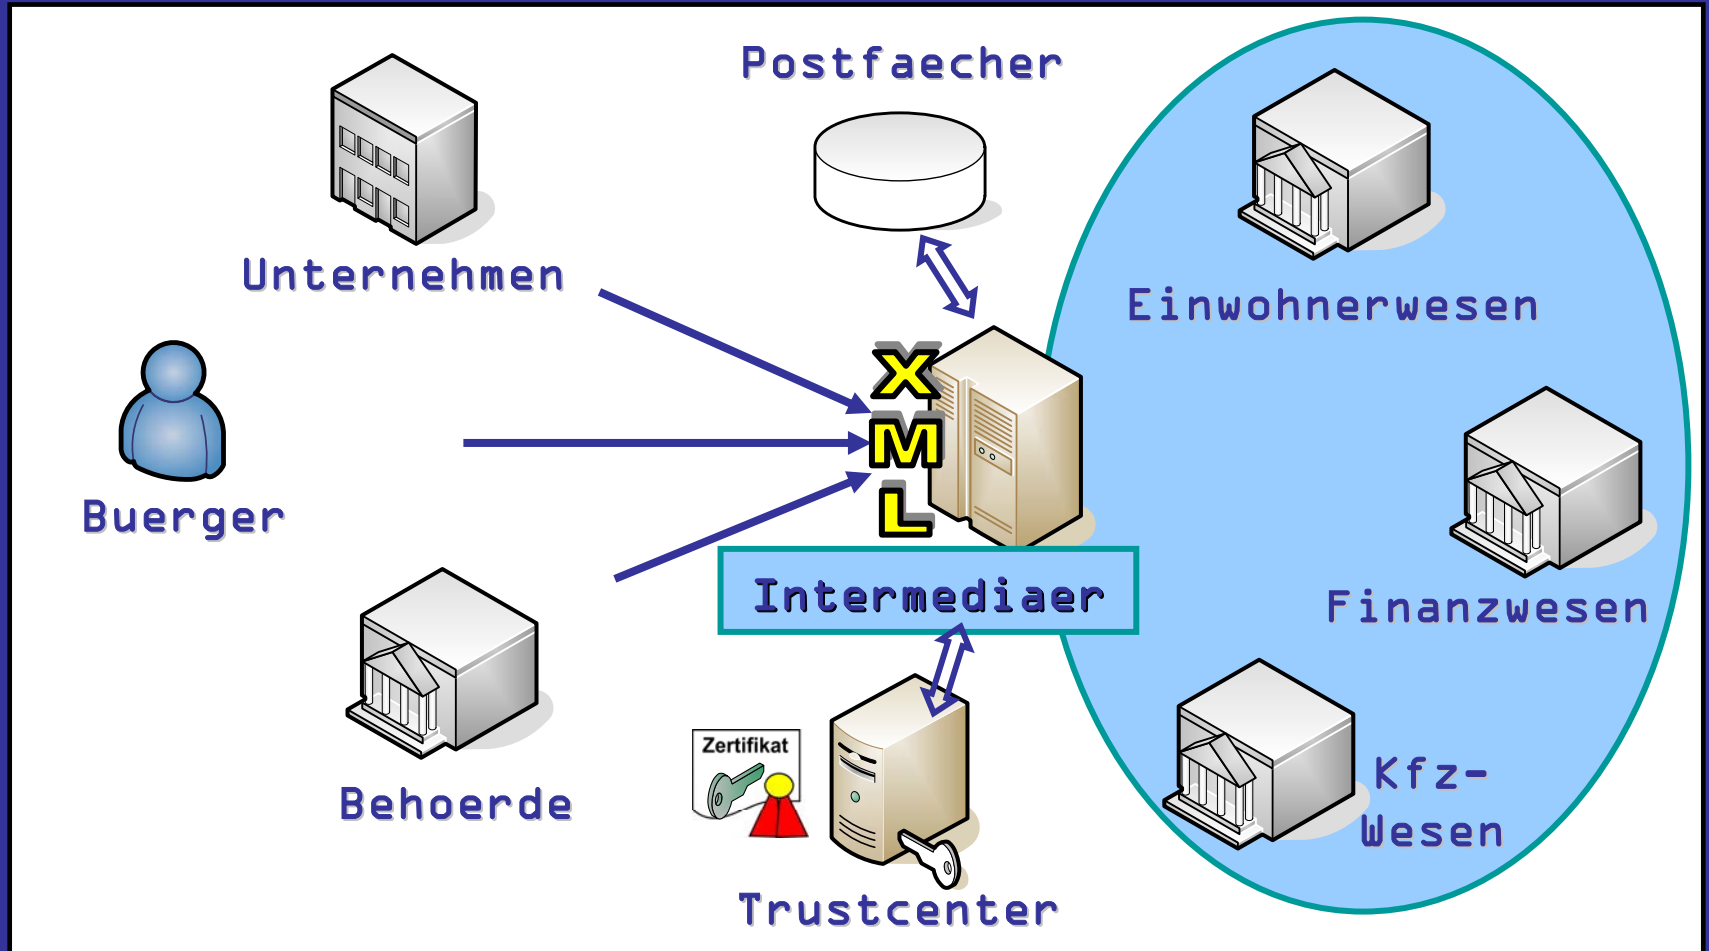 Postfaecher
Unternehmen
Einwohnerwesen
X
M
L
Buerger
Intermediaer
Finanzwesen
Zertifikat
Kfz-
Wesen
Behoerde
Trustcenter